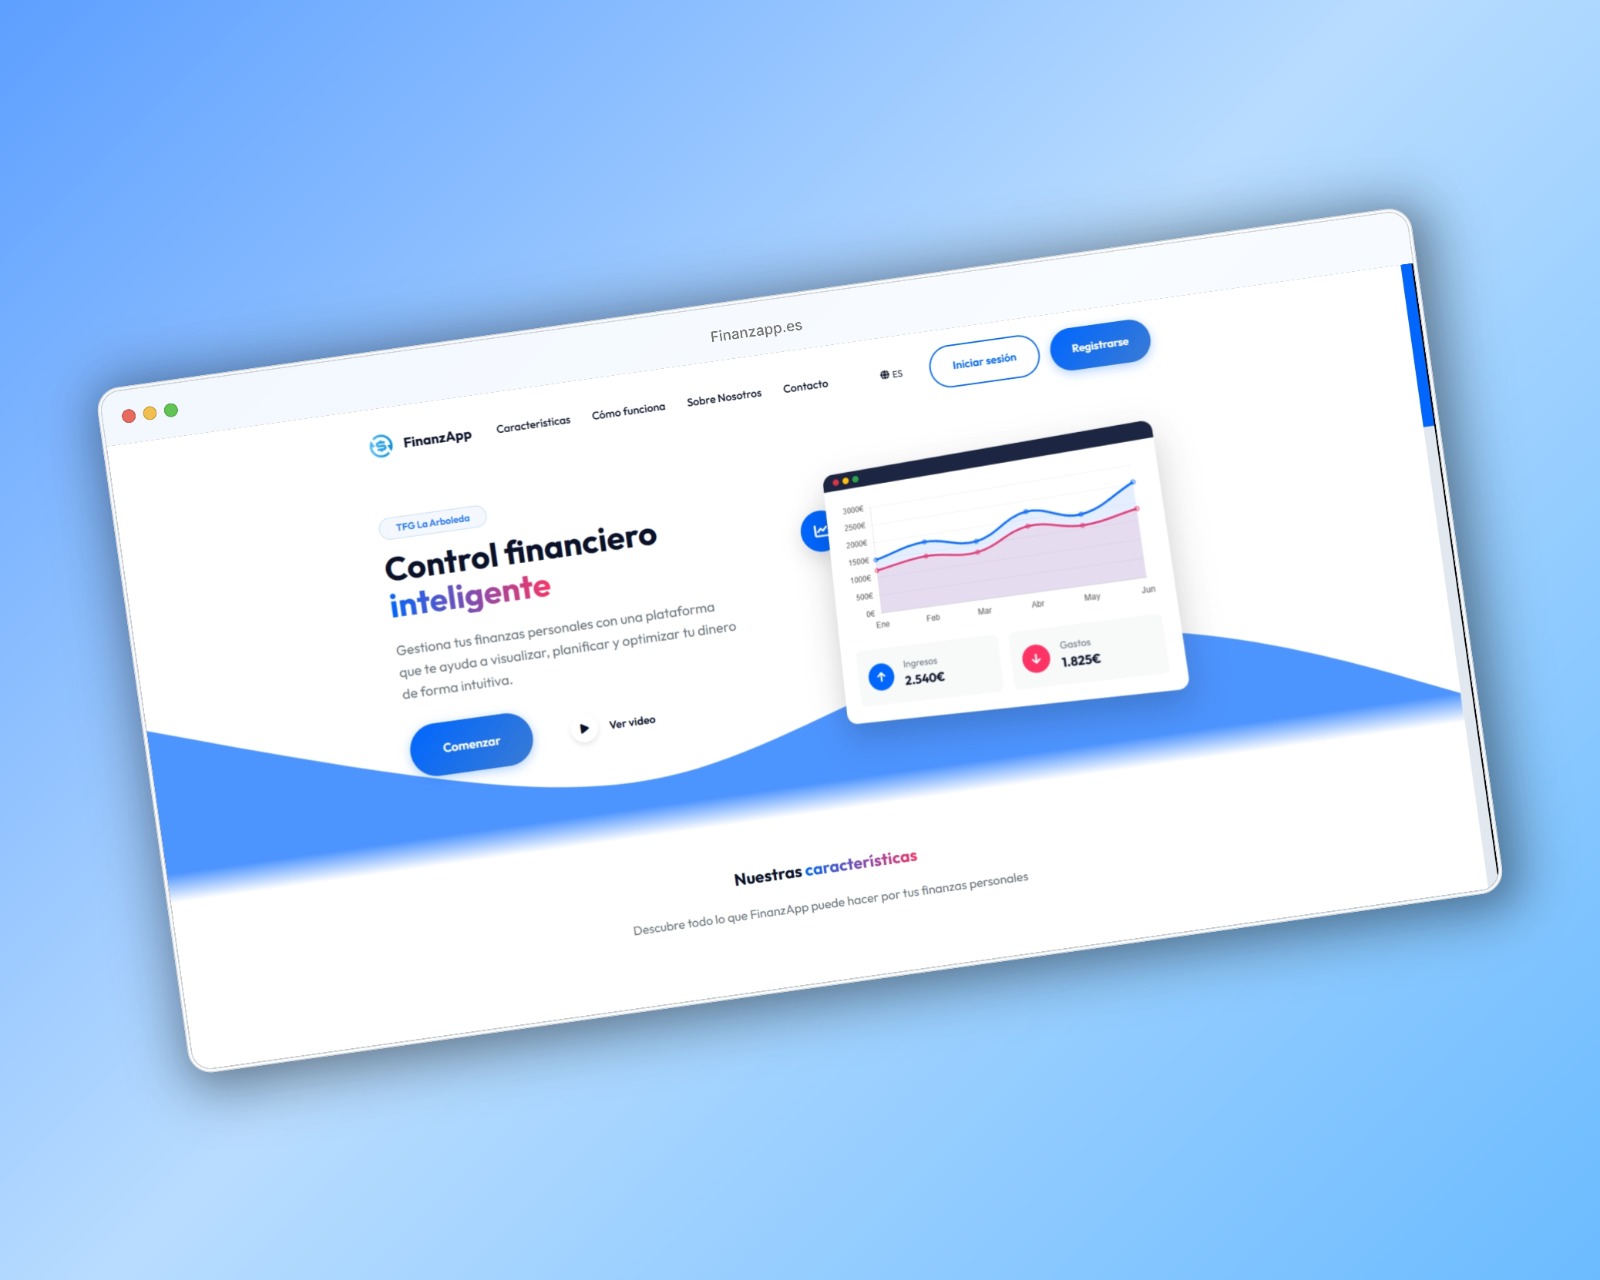 Finanzapp.es
FinanzApp
Características
Cómo funciona
Sobre Nosotros
Contacto
ES
Iniciar sesión
Registrarse
TFG La Arboleda
Control financiero
inteligente
Gestiona tus finanzas personales con una plataforma
que te ayuda a visualizar, planificar y optimizar tu dinero
de forma intuitiva.
Comenzar
Ver video
3000€
2500€
2000€
1500€
1000€
500€
0€
Ene
Feb
Mar
Abr
May
Jun
Ingresos
2.540€
Gastos
1.825€
Nuestras características
Descubre todo lo que FinanzApp puede hacer por tus finanzas personales